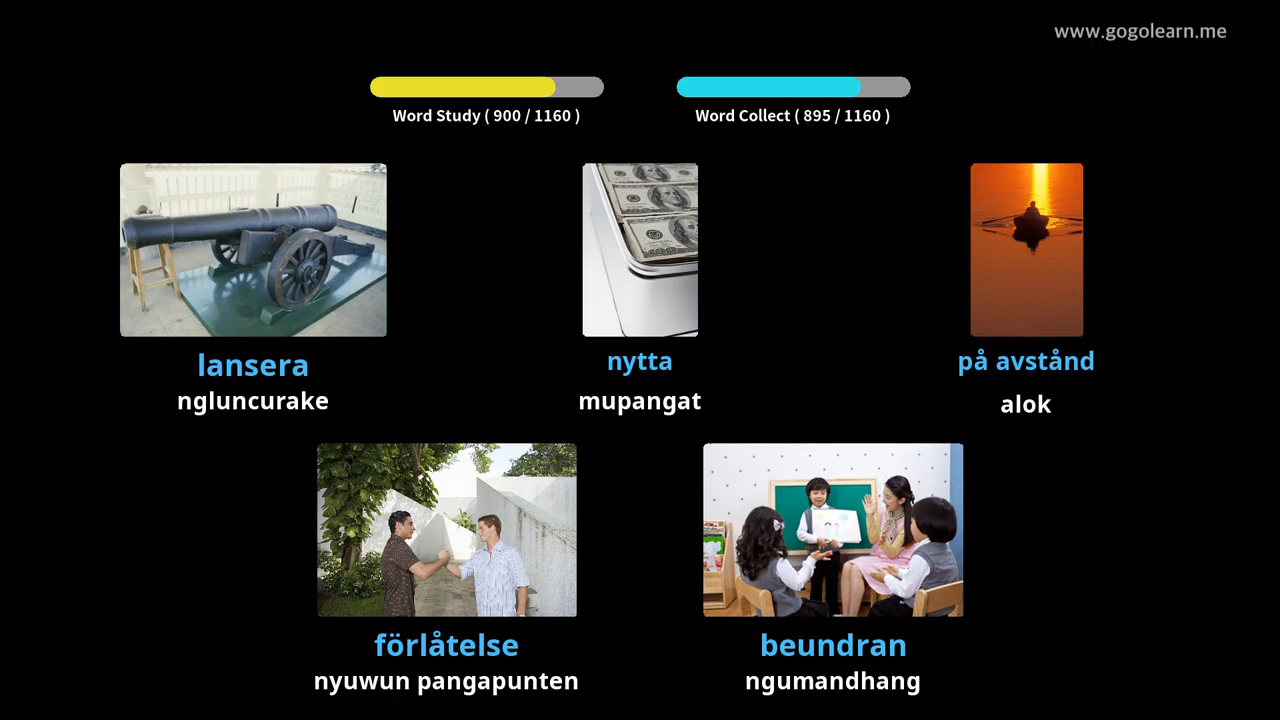 www.gogolearn.me
Word Study ( 900 / 1160 )
Word Collect ( 895 / 1160 )
lansera
ngluncurake
nytta
mupangat
på avstånd
alok
förlåtelse
nyuwun pangapunten
beundran
ngumandhang